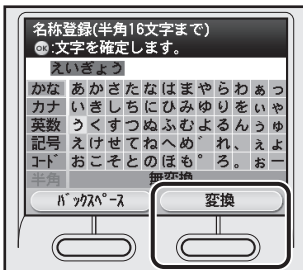 名称登録(半角16文字まで)
OK:文字を確定します。
えいぎょう
かな あかさたなはまやらわぁっ
カナ いきしちにひみゆりをぃゃ
英数 うくすつぬふむよるんぅゅ
記号 えけせてねへめ゛れ、ぇょ
コード おこそとのほも゜ろ。ぉー
半角 無変換
バックスペース 変換